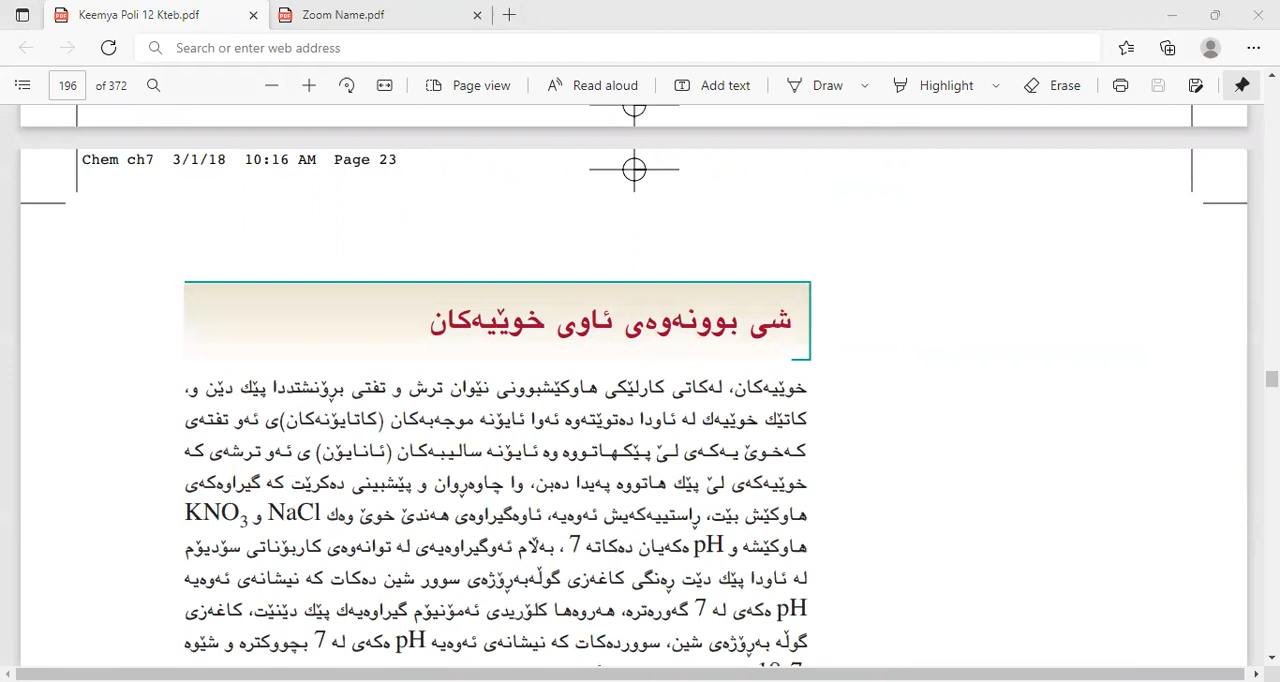 Keemya Poli 12 Kteb.pdf
Zoom Name.pdf
Search or enter web address
196 of 372
Page view
Read aloud
Add text
Draw
Highlight
Erase
Chem ch7 3/1/18 10:16 AM Page 23
شی بوونەوەی ئاوی خوێیەکان
خوێیەکان، لەکاتی کارلێکی هاوکێشبوونی نێوان ترش و تفتی برۆنشتددا پێك دێن و،
کاتێك خوێیەك لە ئاودا دەتوێتەوە ئەوا ئایۆنە موجەبەکان (کاتایۆنەکان)ی ئەو تفتەی
کەخوێ یەکەی لـێ پـێکهـاتـووە وە ئـایۆنە سالیبـەکان (ئـانـایۆن) ی ئەو ترشەی کە
خوێیەکەی لێ پێك هاتووە پەیدا دەبن، وا چاوەڕوان و پێشبینی دەکرێت کە گیراوەکەی
هاوکێش بێت، ڕاستییەکەیش ئەوەیە، ئاوەگیراوەی هەندێ خوێ وەك NaCl و KNO3
هاوکێشە و pH ەکەیان دەکاتە 7 ، بەڵام ئەوگیراوەیەی لە توانەوەی کاربۆناتی سۆدیۆم
لە ئاودا پێك دێت ڕەنگی کاغەزی گوڵەبەڕۆژەی سوور شین دەکات کە نیشانەی ئەوەیە
pH ەکەی لە 7 گەورەترە، هەروەها کلۆریدی ئەمۆنیۆم گیراوەیەك پێك دێنێت، کاغەزی
گوڵە بەڕۆژەی شین، سووردەکات کە نیشانەی ئەوەیە pH ەکەی لە 7 بچووکترە و شێوە